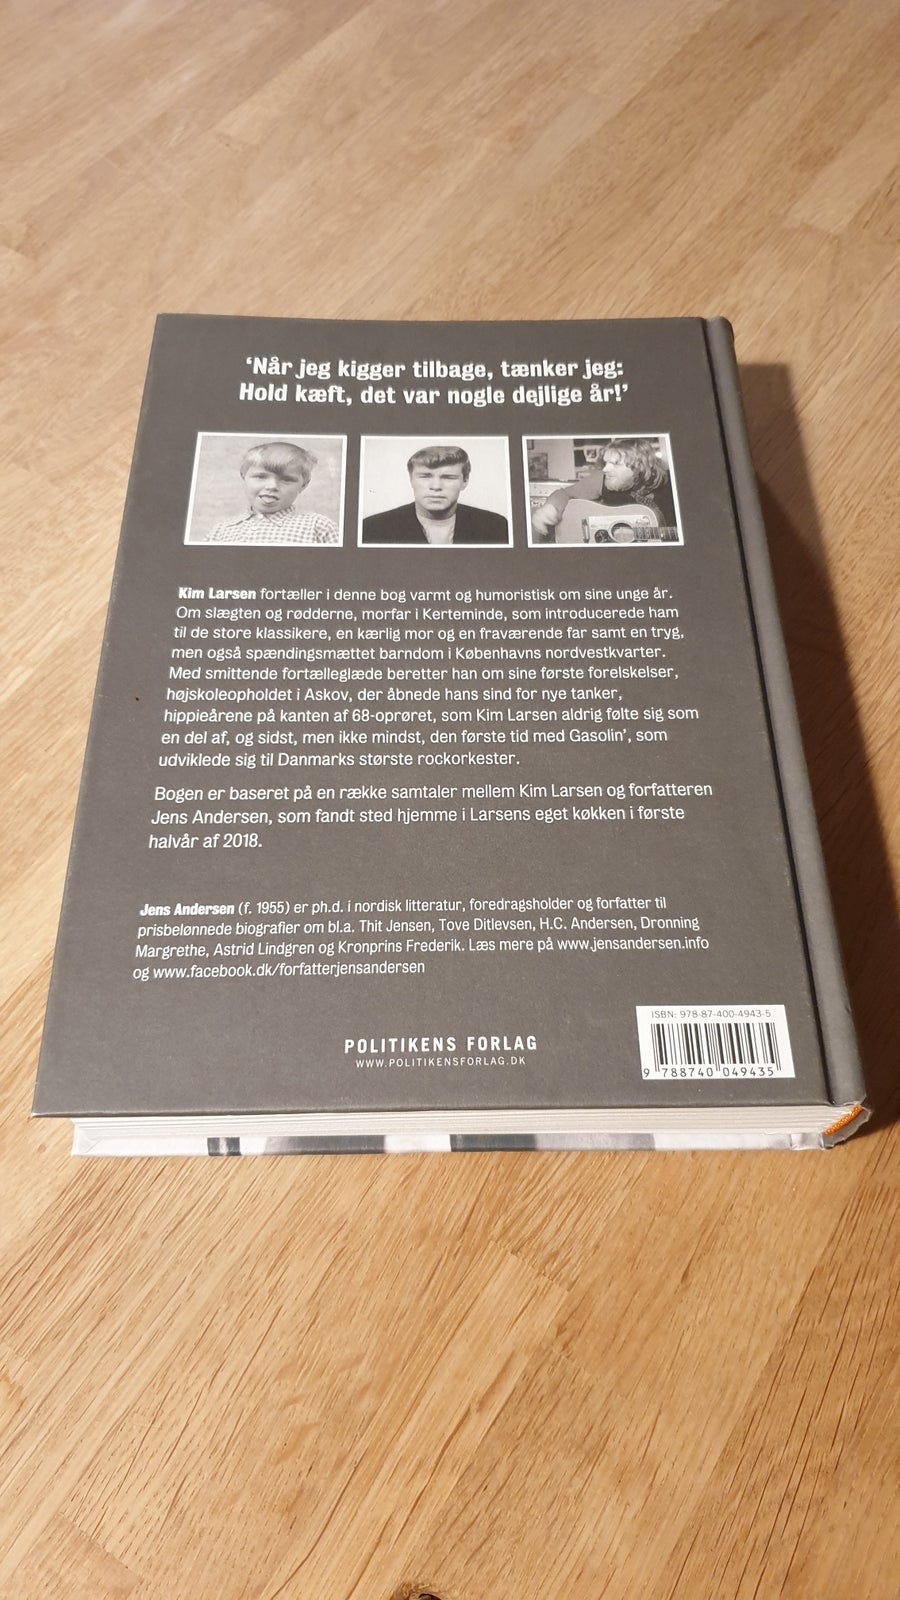 ‘Når jeg kigger tilbage, tænker jeg:
Hold kæft, det var nogle dejlige år!’
Kim Larsen fortæller i denne bog varmt og humoristisk om sine unge år.
Om slægten og rødderne, morfar i Kerteminde, som introducerede ham
til de store klassikere, en kærlig mor og en fraværende far samt en tryg,
men også spændingsmættet barndom i Københavns nordvestkvarter.
Med smittende fortælleglæde beretter han om sine første forelskelser,
højskoleopholdet i Askov, der åbnede hans sind for nye tanker,
hippieårene på kanten af 68-oprøret, som Kim Larsen aldrig følte sig som
en del af, og sidst, men ikke mindst, den første tid med Gasolin’, som
udviklede sig til Danmarks største rockorkester.
Bogen er baseret på en række samtaler mellem Kim Larsen og forfatteren
Jens Andersen, som fandt sted hjemme i Larsens eget køkken i første
halvår af 2018.
Jens Andersen (f. 1955) er ph.d. i nordisk litteratur, foredragsholder og forfatter til
prisbelønnede biografier om bl.a. Thit Jensen, Tove Ditlevsen, H.C. Andersen, Dronning
Margrethe, Astrid Lindgren og Kronprins Frederik. Læs mere på www.jensandersen.info
og www.facebook.dk/forfatterjensandersen
POLITIKENS FORLAG
WWW.POLITIKENSFORLAG.DK
ISBN: 978-87-400-4943-5
9 788740 049435